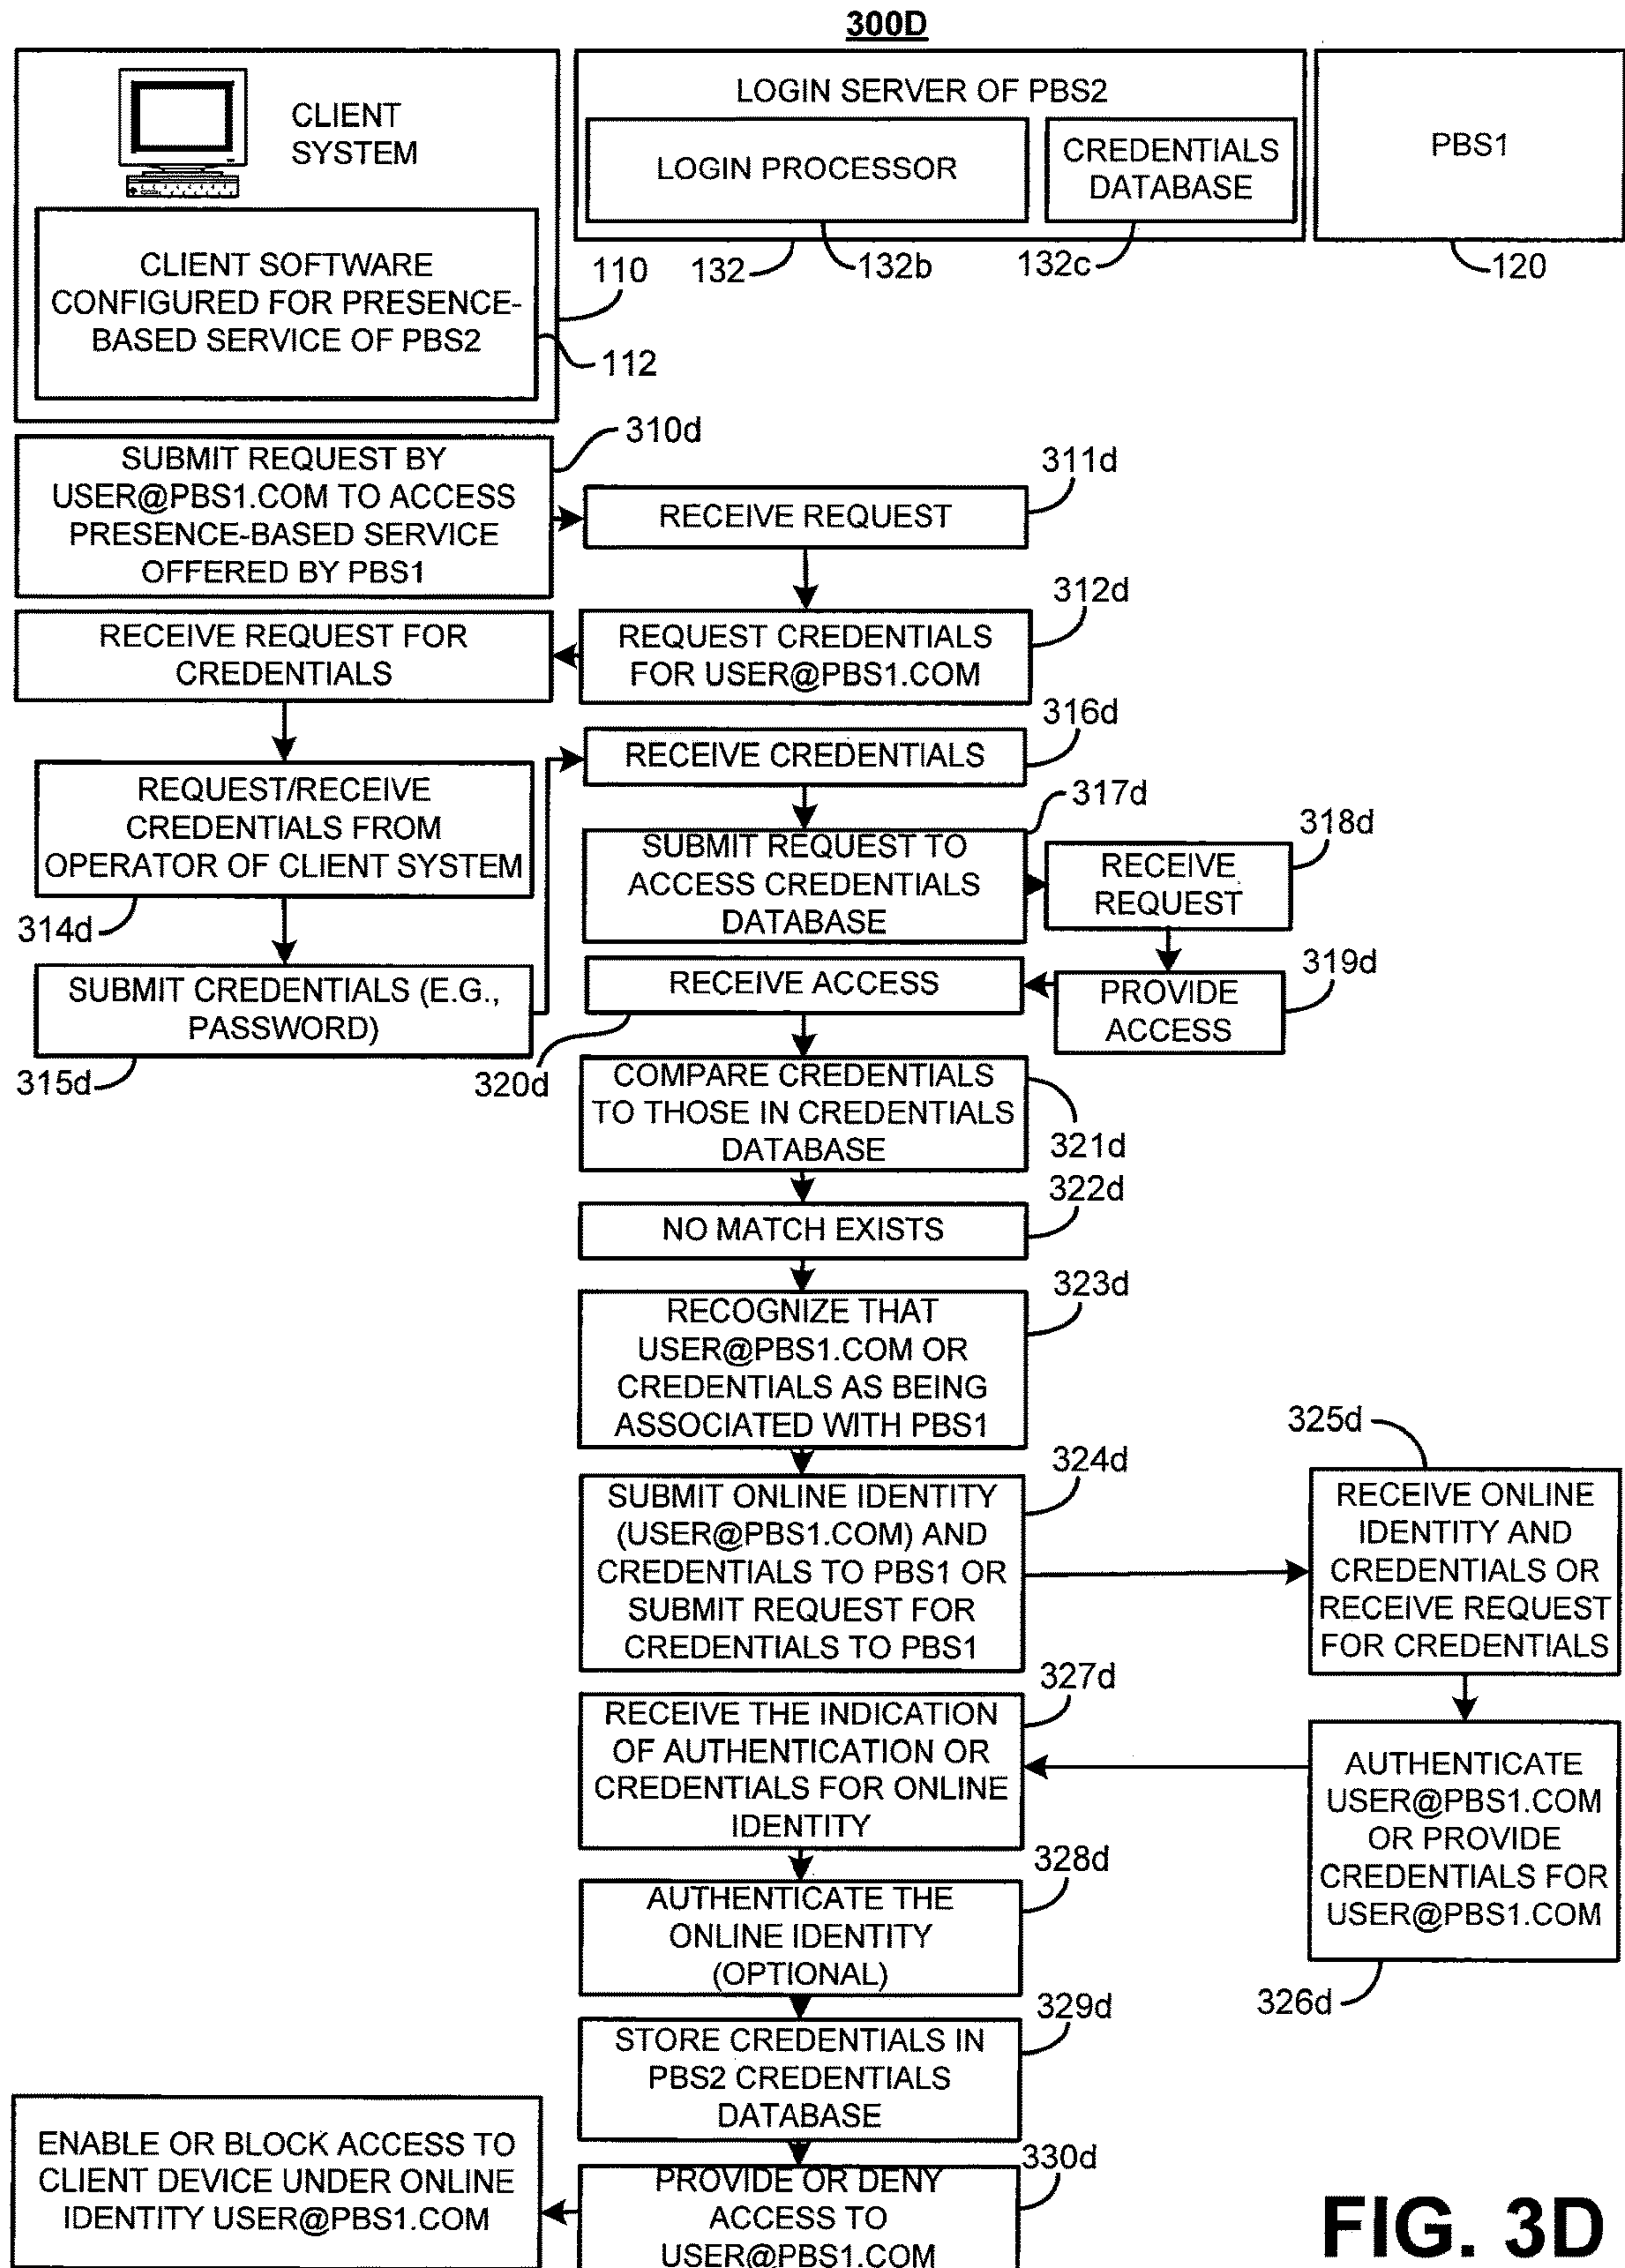 300D
CLIENT
SYSTEM
CLIENT SOFTWARE
CONFIGURED FOR PRESENCE-
BASED SERVICE OF PBS2
110
112
LOGIN SERVER OF PBS2
LOGIN PROCESSOR
CREDENTIALS
DATABASE
132
132b
132c
PBS1
120
310d
SUBMIT REQUEST BY
USER@PBS1.COM TO ACCESS
PRESENCE-BASED SERVICE
OFFERED BY PBS1
311d
RECEIVE REQUEST
312d
REQUEST CREDENTIALS
FOR USER@PBS1.COM
RECEIVE REQUEST FOR
CREDENTIALS
REQUEST/RECEIVE
CREDENTIALS FROM
OPERATOR OF CLIENT SYSTEM
314d
SUBMIT CREDENTIALS (E.G.,
PASSWORD)
315d
316d
RECEIVE CREDENTIALS
317d
SUBMIT REQUEST TO
ACCESS CREDENTIALS
DATABASE
318d
RECEIVE
REQUEST
319d
PROVIDE
ACCESS
RECEIVE ACCESS
320d
COMPARE CREDENTIALS
TO THOSE IN CREDENTIALS
DATABASE
321d
322d
NO MATCH EXISTS
323d
RECOGNIZE THAT
USER@PBS1.COM OR
CREDENTIALS AS BEING
ASSOCIATED WITH PBS1
324d
SUBMIT ONLINE IDENTITY
(USER@PBS1.COM) AND
CREDENTIALS TO PBS1 OR
SUBMIT REQUEST FOR
CREDENTIALS TO PBS1
325d
RECEIVE ONLINE
IDENTITY AND
CREDENTIALS OR
RECEIVE REQUEST
FOR CREDENTIALS
AUTHENTICATE
USER@PBS1.COM
OR PROVIDE
CREDENTIALS FOR
USER@PBS1.COM
326d
327d
RECEIVE THE INDICATION
OF AUTHENTICATION OR
CREDENTIALS FOR ONLINE
IDENTITY
328d
AUTHENTICATE THE
ONLINE IDENTITY
(OPTIONAL)
329d
STORE CREDENTIALS IN
PBS2 CREDENTIALS
DATABASE
330d
PROVIDE OR DENY
ACCESS TO
USER@PBS1.COM
ENABLE OR BLOCK ACCESS TO
CLIENT DEVICE UNDER ONLINE
IDENTITY USER@PBS1.COM
FIG. 3D